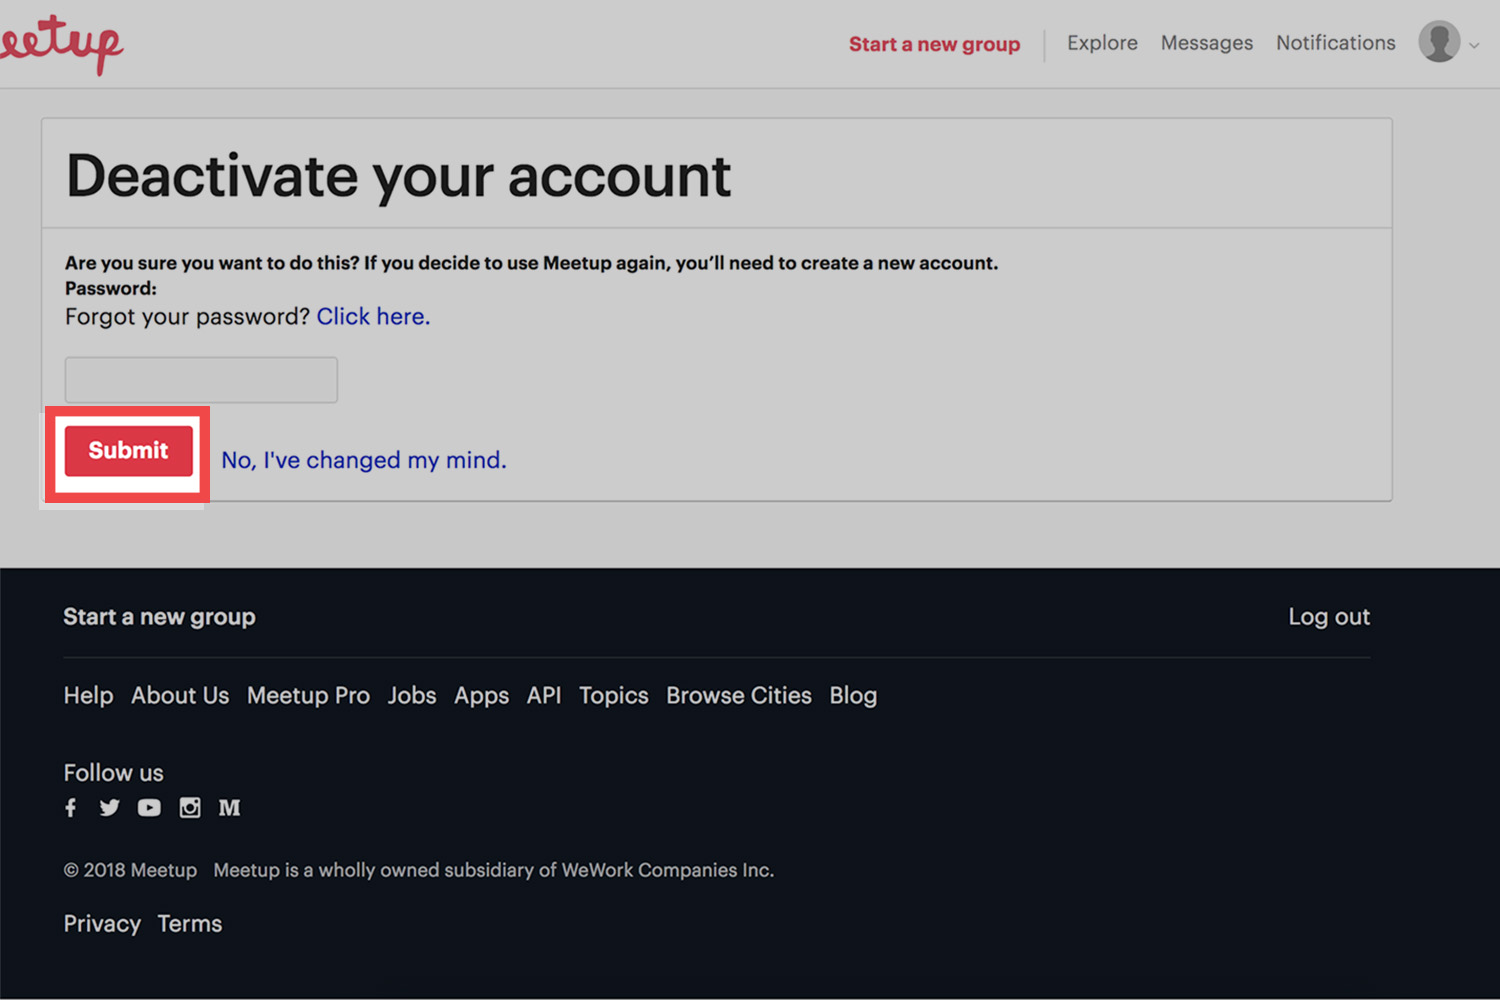 eetup
Start a new group Explore Messages Notifications
Deactivate your account
Are you sure you want to do this? If you decide to use Meetup again, you’ll need to create a new account.
Password:
Forgot your password? Click here.
Submit No, I've changed my mind.
Start a new group Log out
Help About Us Meetup Pro Jobs Apps API Topics Browse Cities Blog
Follow us
© 2018 Meetup Meetup is a wholly owned subsidiary of WeWork Companies Inc.
Privacy Terms